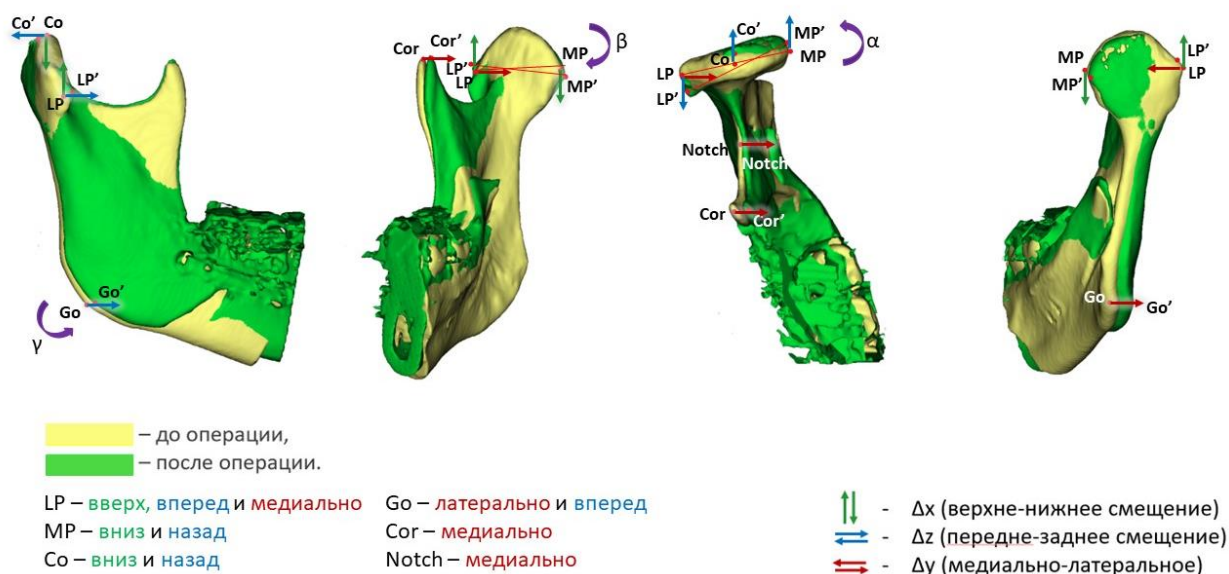 Co’ Co
LP’
LP
Go’
Go
γ
Cor Cor’
LP’
LP
MP
MP’
β
Co’ MP’
MP
Co
LP
LP’
α
Notch
Notch’
Cor
Cor’
MP
MP’
LP’
LP
Go
Go’
– до операции,
– после операции.
LP – вверх, вперед и медиально
MP – вниз и назад
Co – вниз и назад
Go – латерально и вперед
Cor – медиально
Notch – медиально
- Δx (верхне-нижнее смещение)
- Δz (передне-заднее смещение)
- Δy (медиально-латеральное)